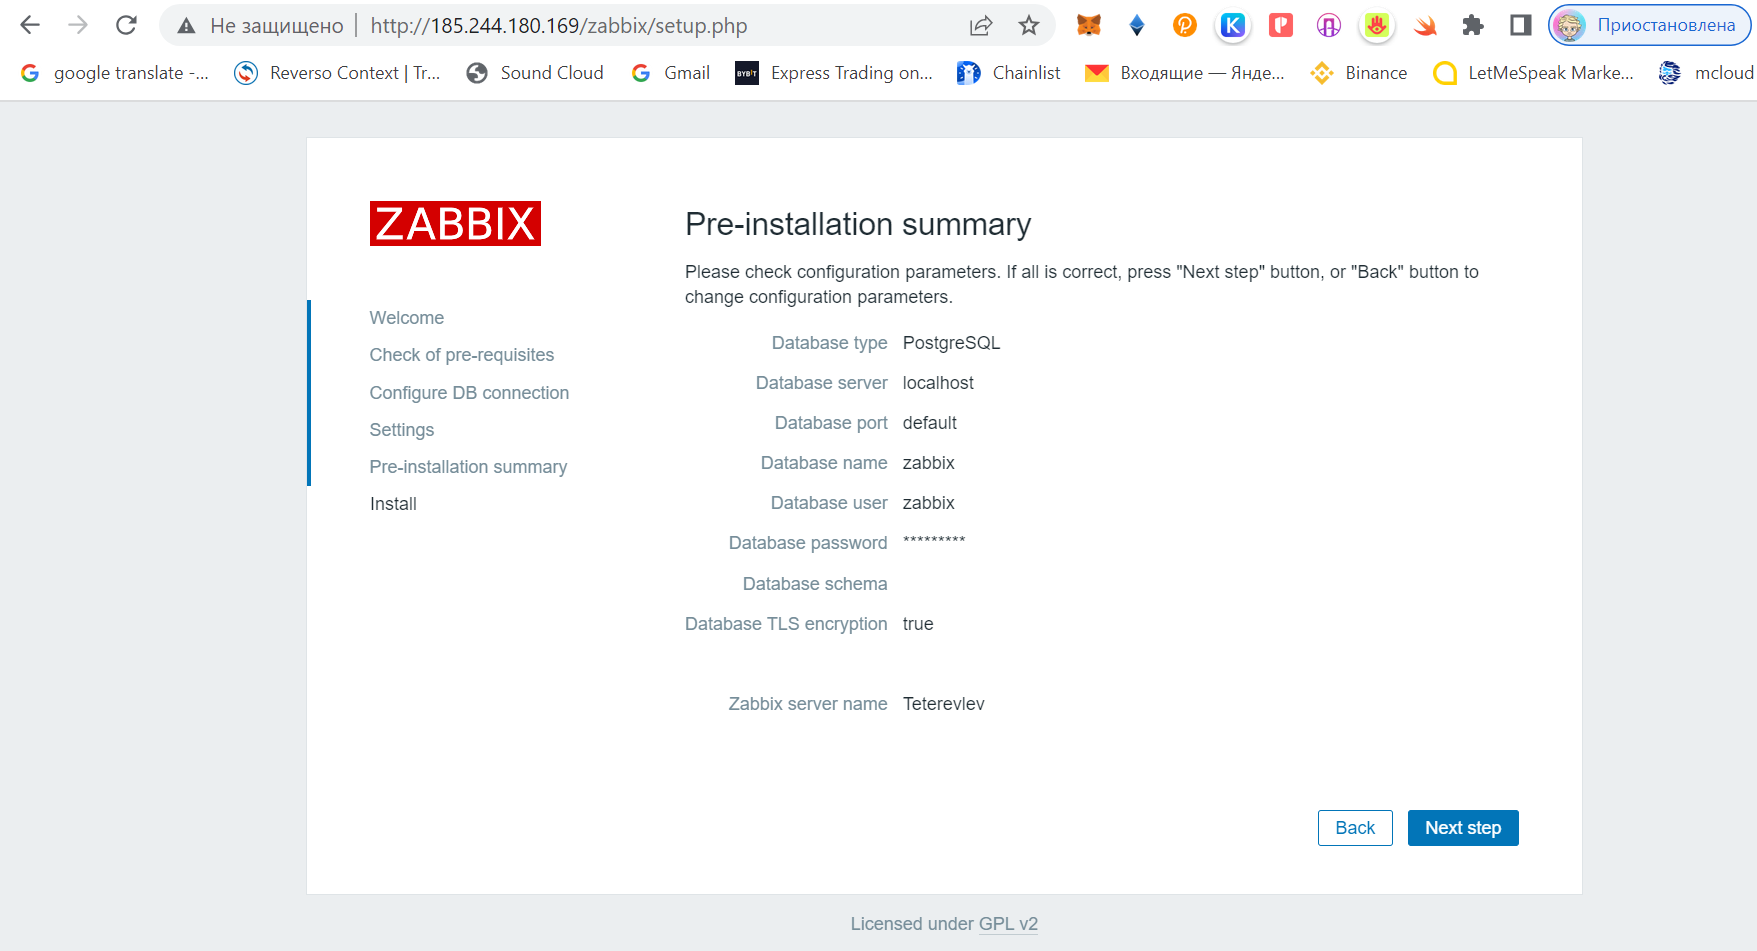 Не защищено
http://185.244.180.169/zabbix/setup.php
Приостановлена
google translate -...
Reverso Context | Tr...
Sound Cloud
Gmail
BYBIT
Express Trading on...
Chainlist
Входящие — Янде...
Binance
LetMeSpeak Marke...
mcloud
ZABBIX
Welcome
Check of pre-requisites
Configure DB connection
Settings
Pre-installation summary
Install
Pre-installation summary
Please check configuration parameters. If all is correct, press "Next step" button, or "Back" button to
change configuration parameters.
Database type PostgreSQL
Database server localhost
Database port default
Database name zabbix
Database user zabbix
Database password *********
Database schema
Database TLS encryption true
Zabbix server name Teterevlev
Back
Next step
Licensed under GPL v2